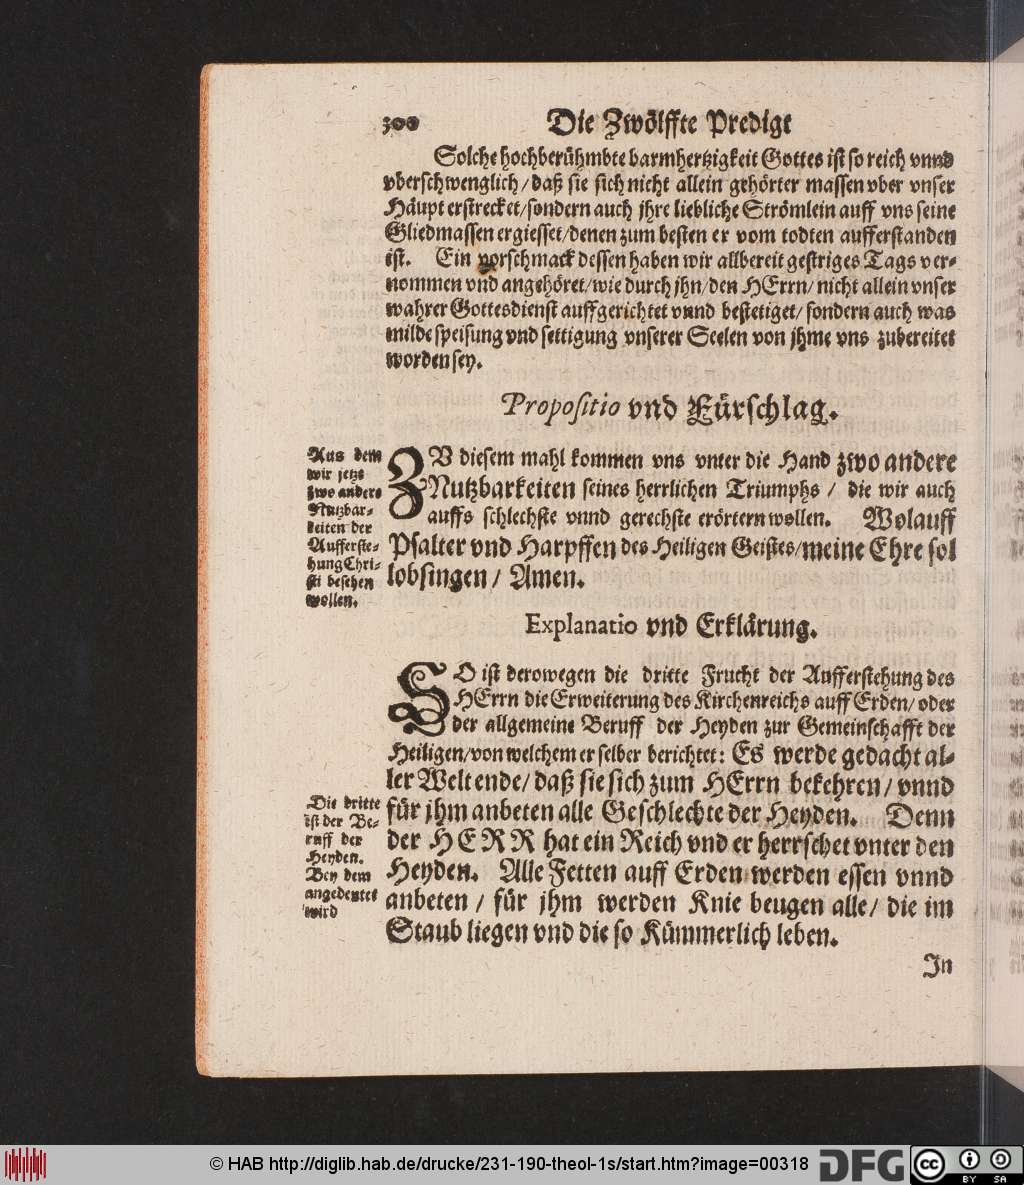 300 Die Zwölffte Predigt
Solche hochberühmbte barmhertzigkeit Gottes ist so reich vnnd
vberschwenglich/ daß sie sich nicht allein gehörter massen vber vnser
Häupt erstrecket/ sondern auch jhre liebliche Strömlein auff vns seine
Gliedmassen ergiesset/ denen zum besten er vom todten aufferstanden
ist. Ein vorschmack dessen haben wir allbereit gestriges Tags ver-
nommen vnd angehöret/ wie durch jhn/ den HErrn/ nicht allein vnser
wahrer Gottesdienst auffgerichtet vnnd bestetiget/ sondern auch was
milde speisung vnd settigung vnserer Seelen von jhme vns zubereitet
worden sey.
Propositio vnd Fürschlag.
Aus dem
wir jetzt
zwo andere
Nutzbar-
keiten der
Aufferste-
hung Chri-
sti besehen
wollen.
ZV diesem mahl kommen vns vnter die Hand zwo andere
Nutzbarkeiten seines herrlichen Triumphs / die wir auch
auffs schlechste vnnd gerechste erörtern wollen. Wolauff
Psalter vnd Harpffen des Heiligen Geistes/ meine Ehre sol
lobsingen / Amen.
Explanatio vnd Erklärung.
SO ist derowegen die dritte Frucht der Aufferstehung des
HErrn die Erweiterung des Kirchenreichs auff Erden/ oder
der allgemeine Beruff der Heyden zur Gemeinschafft der
Heiligen/ von welchem er selber berichtet: Es werde gedacht al-
ler Welt ende/ daß sie sich zum HErrn bekehren/ vnnd
für jhm anbeten alle Geschlechte der Heyden. Denn
der HERR hat ein Reich vnd er herrschet vnter den
Heyden. Alle Fetten auff Erden werden essen vnnd
anbeten / für jhm werden Knie beugen alle/ die im
Staub liegen vnd die so Kümmerlich leben.
Die dritte
ist der Be-
ruff der
Heyden.
Bey dem
angedeutet
wird
In
© HAB http://diglib.hab.de/drucke/231-190-theol-1s/start.htm?image=00318
DFG
cc
BY SA